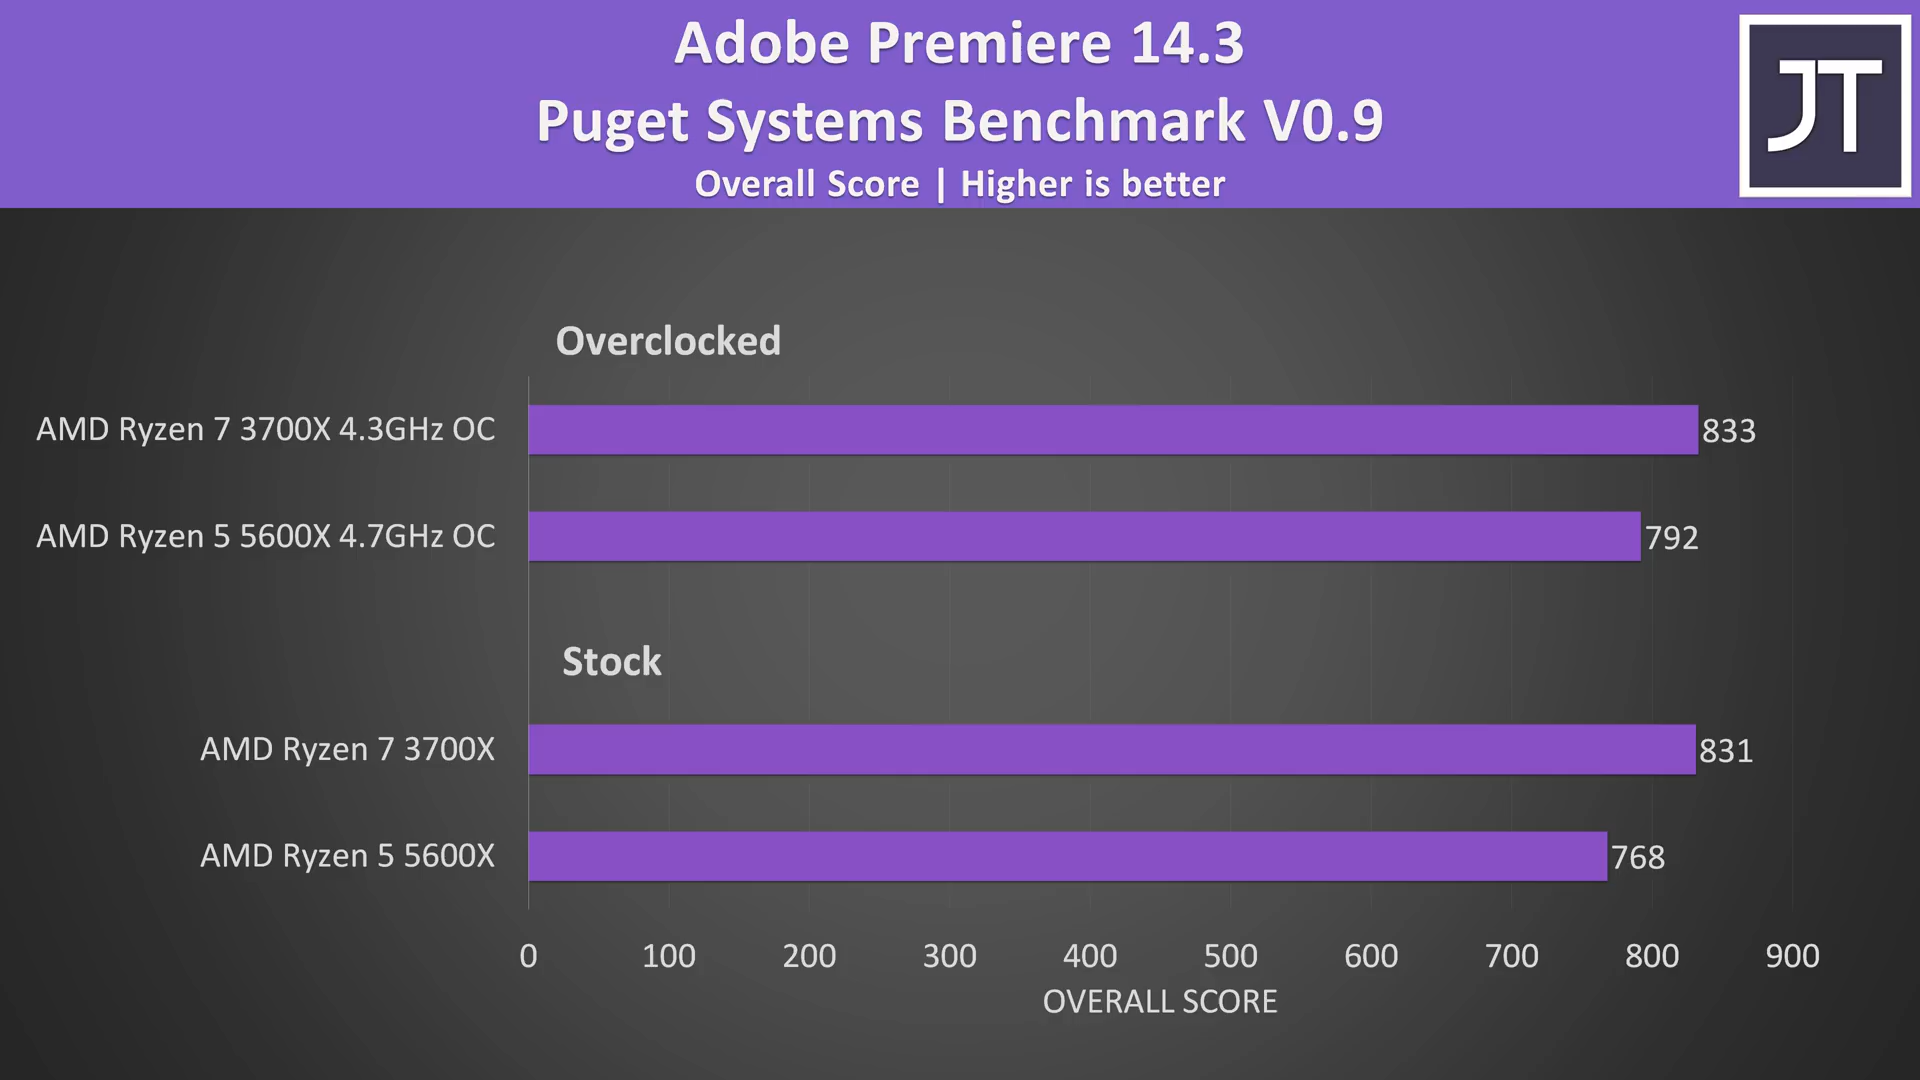 Adobe Premiere 14.3
Puget Systems Benchmark V0.9
Overall Score | Higher is better
JT
Overclocked
AMD Ryzen 7 3700X 4.3GHz OC
833
AMD Ryzen 5 5600X 4.7GHz OC
792
Stock
AMD Ryzen 7 3700X
831
AMD Ryzen 5 5600X
768
0 100 200 300 400 500 600 700 800 900
OVERALL SCORE